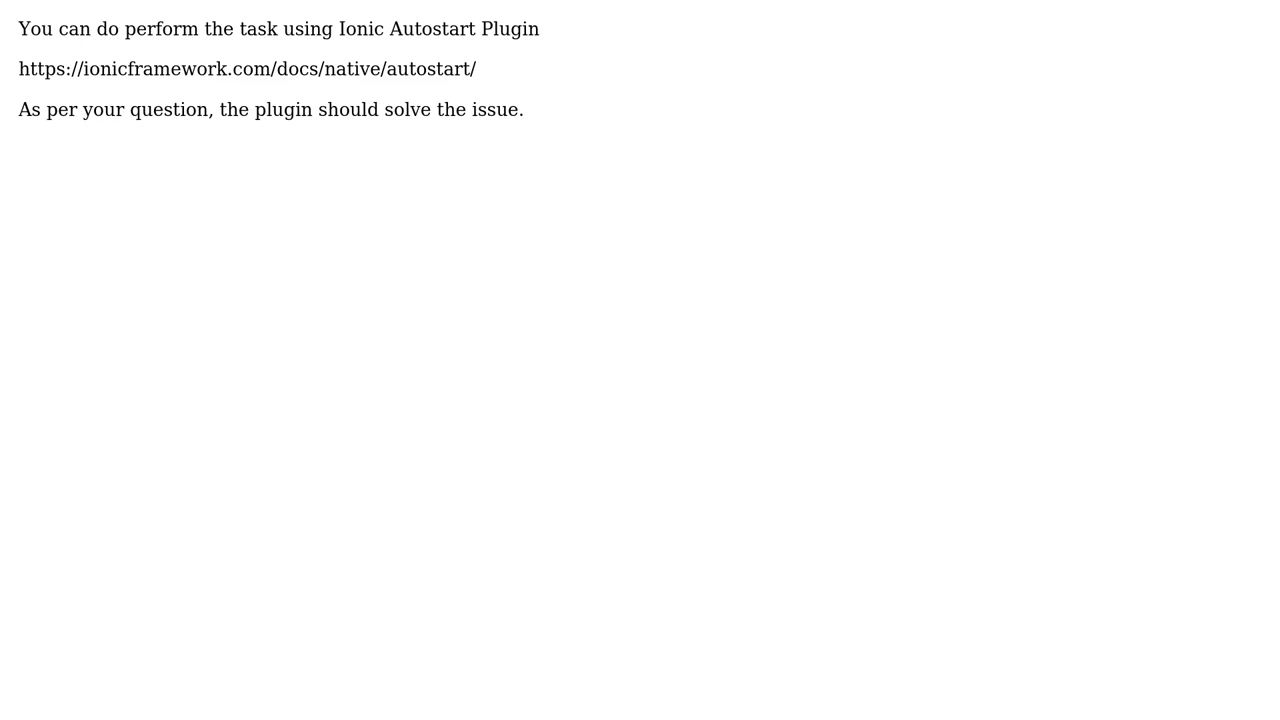 You can do perform the task using Ionic Autostart Plugin
https://ionicframework.com/docs/native/autostart/
As per your question, the plugin should solve the issue.